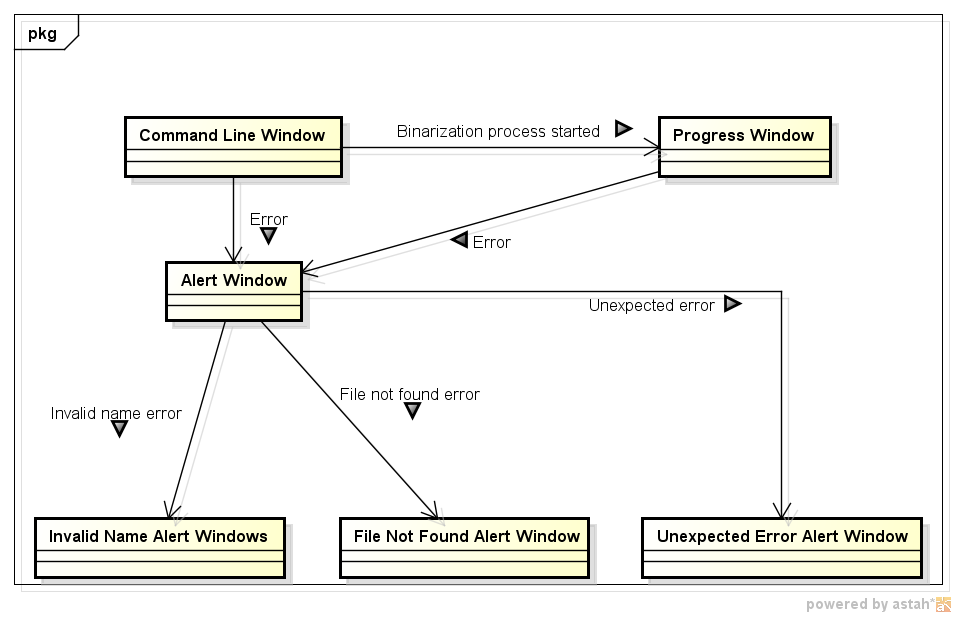 pkg
Command Line Window
Binarization process started
Progress Window
Error
Error
Alert Window
Unexpected error
File not found error
Invalid name error
Invalid Name Alert Windows
File Not Found Alert Window
Unexpected Error Alert Window
powered by astah*